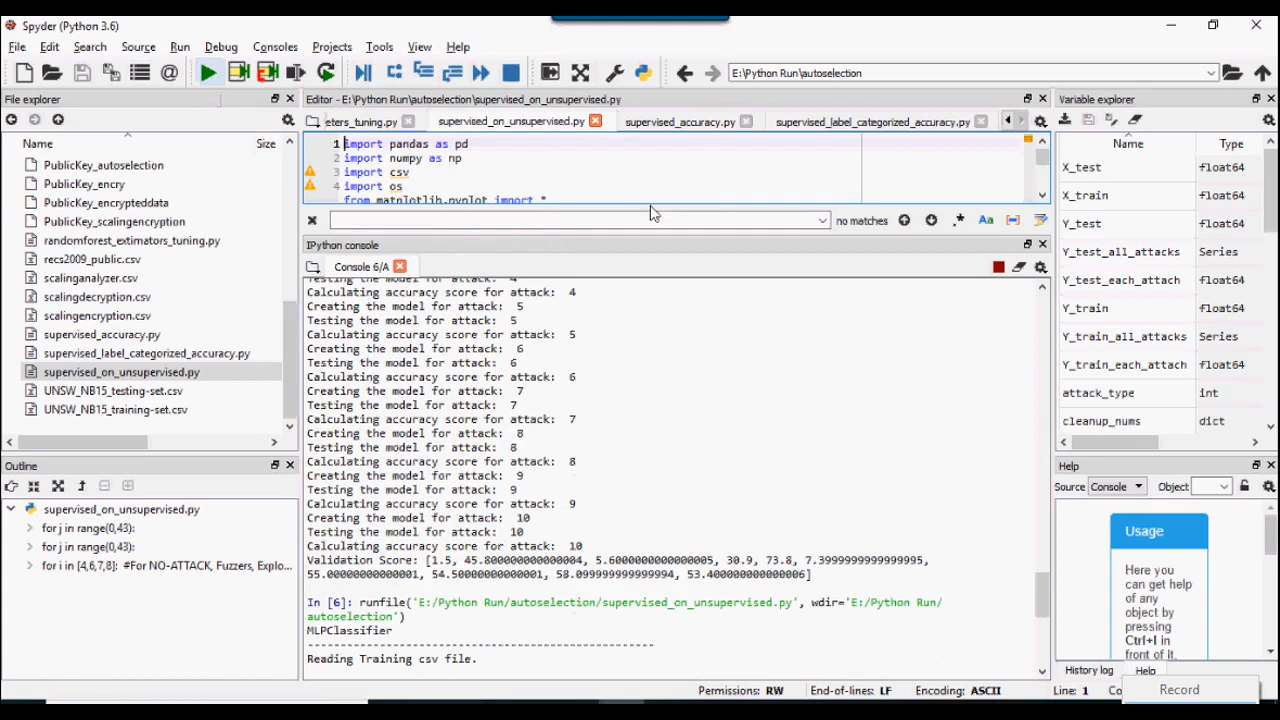 Spyder (Python 3.6)
File Edit Search Source Run Debug Consoles Projects Tools View Help
E:\Python Run\autoselection
File explorer
Name Size
PublicKey_autoselection
PublicKey_encry
PublicKey_encrypteddata
PublicKey_scalingencryption
randomforest_extimators_tuning.py
recs2009_public.csv
scalinganalyzer.csv
scalingdecryption.csv
scalingencryption.csv
supervised_accuracy.py
supervised_label_categorized_accuracy.py
supervised_on_unsupervised.py
UNSW_NB15_testing-set.csv
UNSW_NB15_training-set.csv
Outline
supervised_on_unsupervised.py
for j in range(0,43):
for j in range(0,43):
for i in [4,6,7,8]: #For NO-ATTACK, Fuzzers, Explo...
Editor - E:\Python Run\autoselection\supervised_on_unsupervised.py
eters_tuning.py supervised_on_unsupervised.py supervised_accuracy.py supervised_label_categorized_accuracy.py
1 import pandas as pd
2 import numpy as np
3 import csv
4 import os
from matplotlib.pyplot import *
no matches .* Aa
IPython console
Console 6/A
Testing the model for attack: 4
Calculating accuracy score for attack: 4
Creating the model for attack: 5
Testing the model for attack: 5
Calculating accuracy score for attack: 5
Creating the model for attack: 6
Testing the model for attack: 6
Calculating accuracy score for attack: 6
Creating the model for attack: 7
Testing the model for attack: 7
Calculating accuracy score for attack: 7
Creating the model for attack: 8
Testing the model for attack: 8
Calculating accuracy score for attack: 8
Creating the model for attack: 9
Testing the model for attack: 9
Calculating accuracy score for attack: 9
Creating the model for attack: 10
Testing the model for attack: 10
Calculating accuracy score for attack: 10
Validation Score: [1.5, 45.800000000000004, 5.6000000000000005, 30.9, 73.8, 7.3999999999999995,
55.00000000000001, 54.50000000000001, 58.099999999999994, 53.400000000000006]
In [6]: runfile('E:/Python Run/autoselection/supervised_on_unsupervised.py', wdir='E:/Python Run/
autoselection')
MLPClassifier
-----------------------------------------------------
Reading Training csv file.
Variable explorer
Name Type
X_test float64
X_train float64
Y_test float64
Y_test_all_attacks Series
Y_test_each_attach float64
Y_train float64
Y_train_all_attacks Series
Y_train_each_attach float64
attack_type int
cleanup_nums dict
Help
Source Console Object
Usage
Here you
can get help
of any
object by
pressing
Ctrl+I in
front of it,
History log Help
Permissions: RW End-of-lines: LF Encoding: ASCII Line: 1 Co
Record